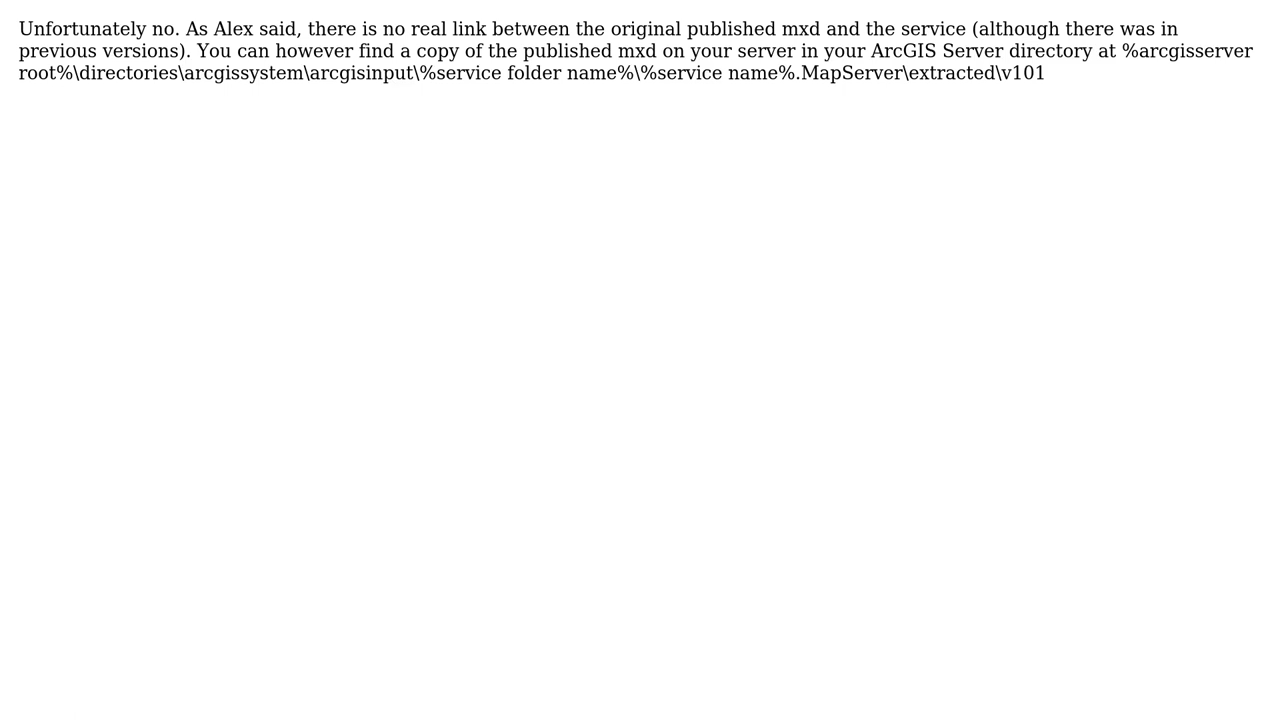 Unfortunately no. As Alex said, there is no real link between the original published mxd and the service (although there was in
previous versions). You can however find a copy of the published mxd on your server in your ArcGIS Server directory at %arcgisserver
root%\directories\arcgissystem\arcgisinput\%service folder name%\%service name%.MapServer\extracted\v101